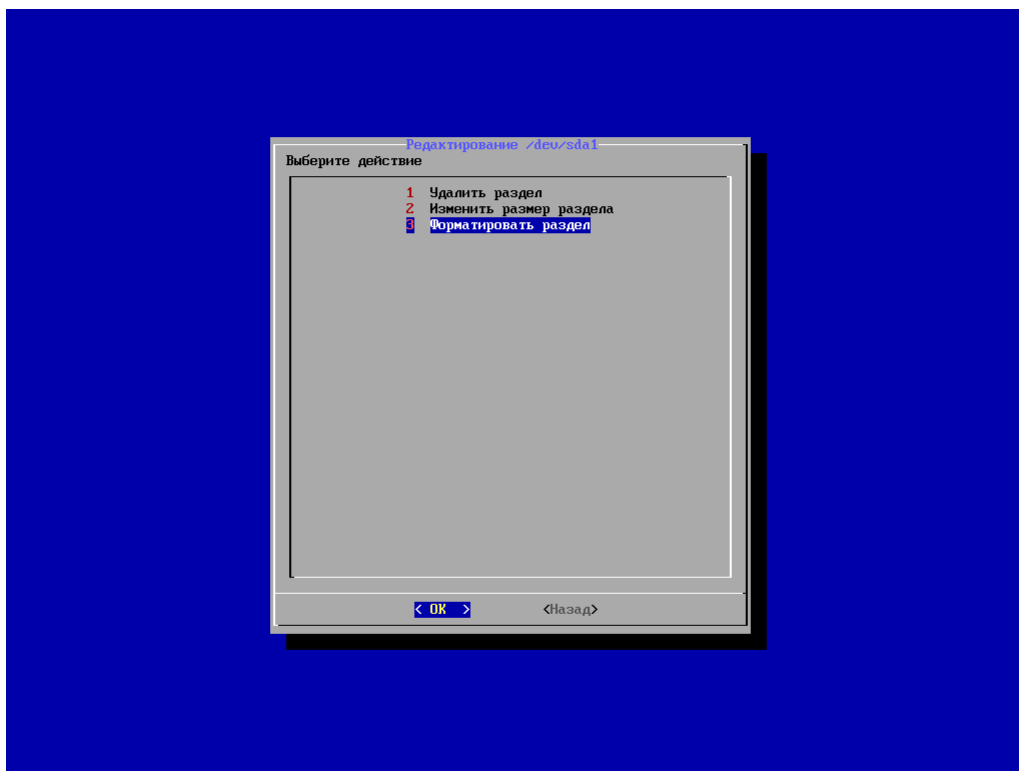 Редактирование /dev/sda1
Выберите действие
1 Удалить раздел
2 Изменить размер раздела
3 Форматировать раздел
< OK > <Назад>